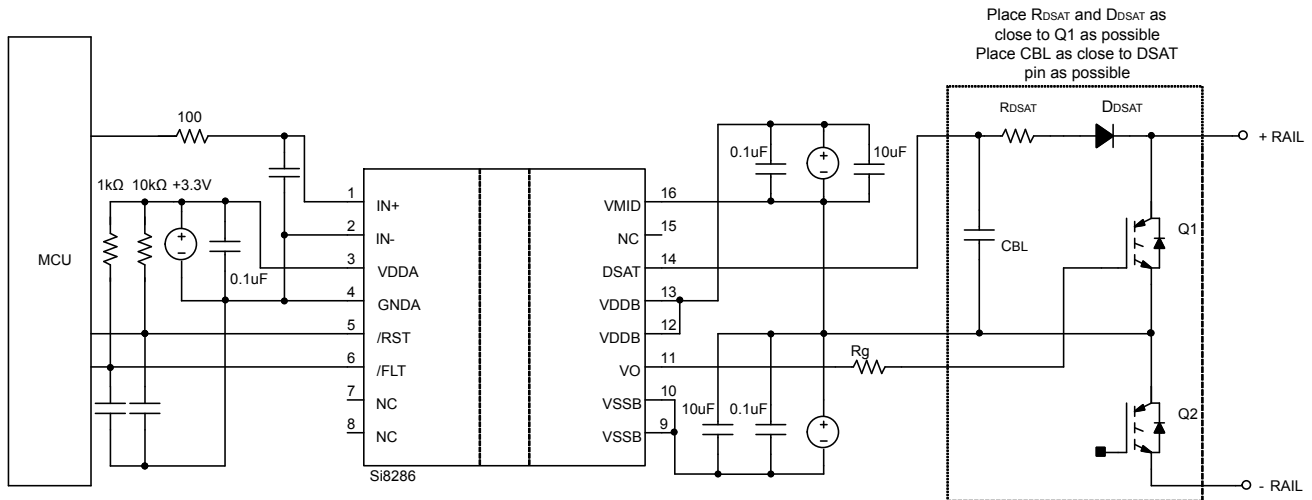 Place RDSAT and DDSAT as
close to Q1 as possible
Place CBL as close to DSAT
pin as possible
RDSAT
DDSAT
+ RAIL
100
0.1uF
10uF
1kΩ 10kΩ +3.3V
1
IN+
VMID
16
2
IN-
NC
15
Q1
MCU
CBL
0.1uF
3
VDDA
DSAT
14
4
GNDA
VDDB
13
5
/RST
VDDB
12
6
/FLT
VO
11
Rg
7
NC
VSSB
10
10uF
0.1uF
Q2
8
NC
VSSB
9
Si8286
- RAIL